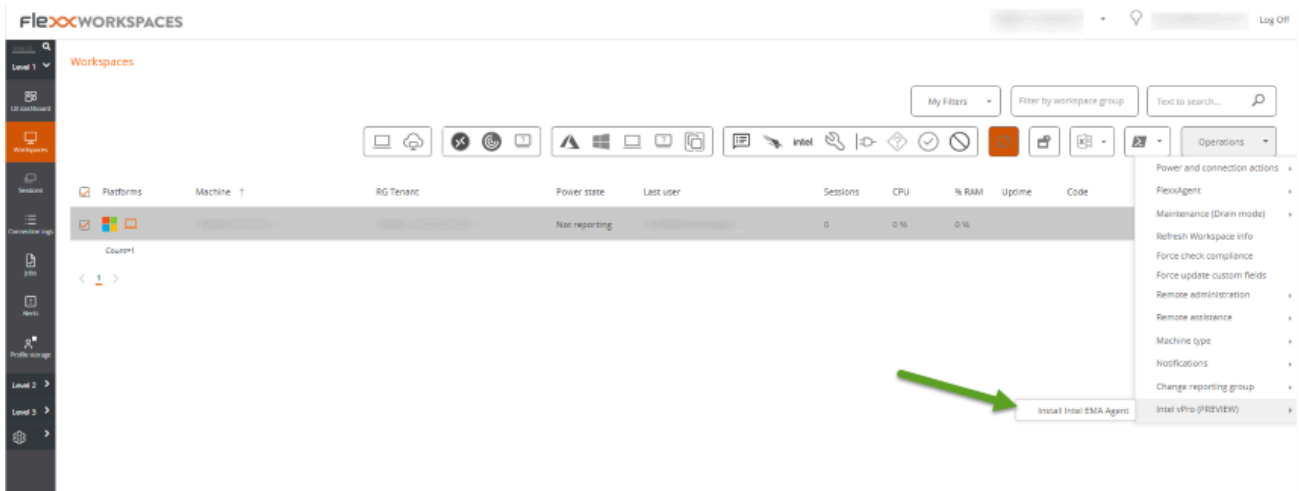 FlexxWORKSPACES
Log Off
Level 1
Workspaces
UB dashboard
My Filters
Filter by workspace group
Text to search...
Workspaces
intel
Operations
Sessions
Platforms Machine ↑ RG Tenant Power state Last user Sessions CPU % RAM Uptime Code
Connection logs
Not reporting 0 0 % 0 %
Count=1
Jobs
< 1 >
Alerts
Profile storage
Level 2
Level 3
Power and connection actions
FlexxAgent
Maintenance (Drain mode)
Refresh Workspace info
Force check compliance
Force update custom fields
Remote administration
Remote assistance
Machine type
Notifications
Change reporting group
Intel vPro (PREVIEW)
Install Intel EMA Agent